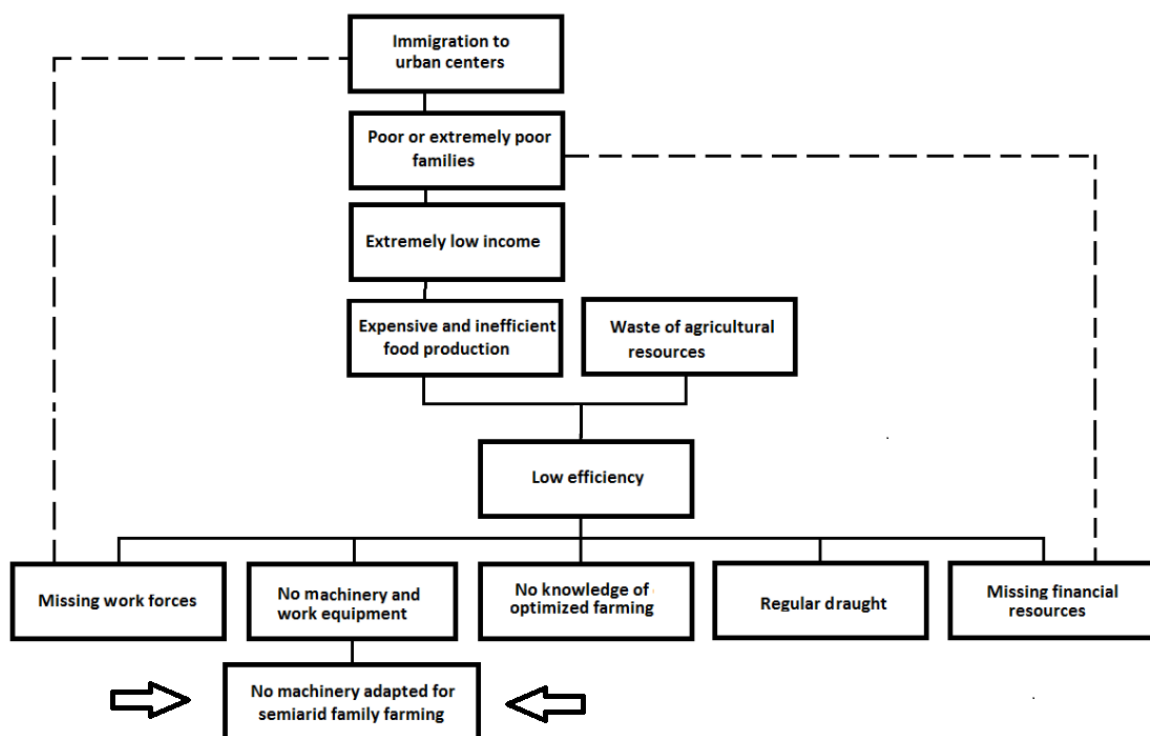 Immigration to
urban centers
Poor or extremely poor
families
Extremely low income
Expensive and inefficient
food production
Waste of agricultural
resources
Low efficiency
Missing work forces
No machinery and
work equipment
No knowledge of
optimized farming
Regular draught
Missing financial
resources
No machinery adapted for
semiarid family farming